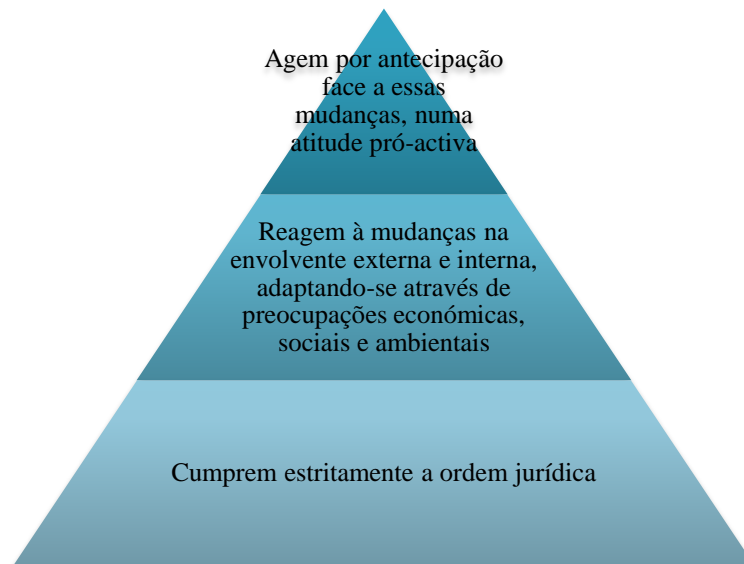 Agem por antecipação
face a essas
mudanças, numa
atitude pró-activa
Reagem à mudanças na
envolvente externa e interna,
adaptando-se através de
preocupações económicas,
sociais e ambientais
Cumprem estritamente a ordem jurídica